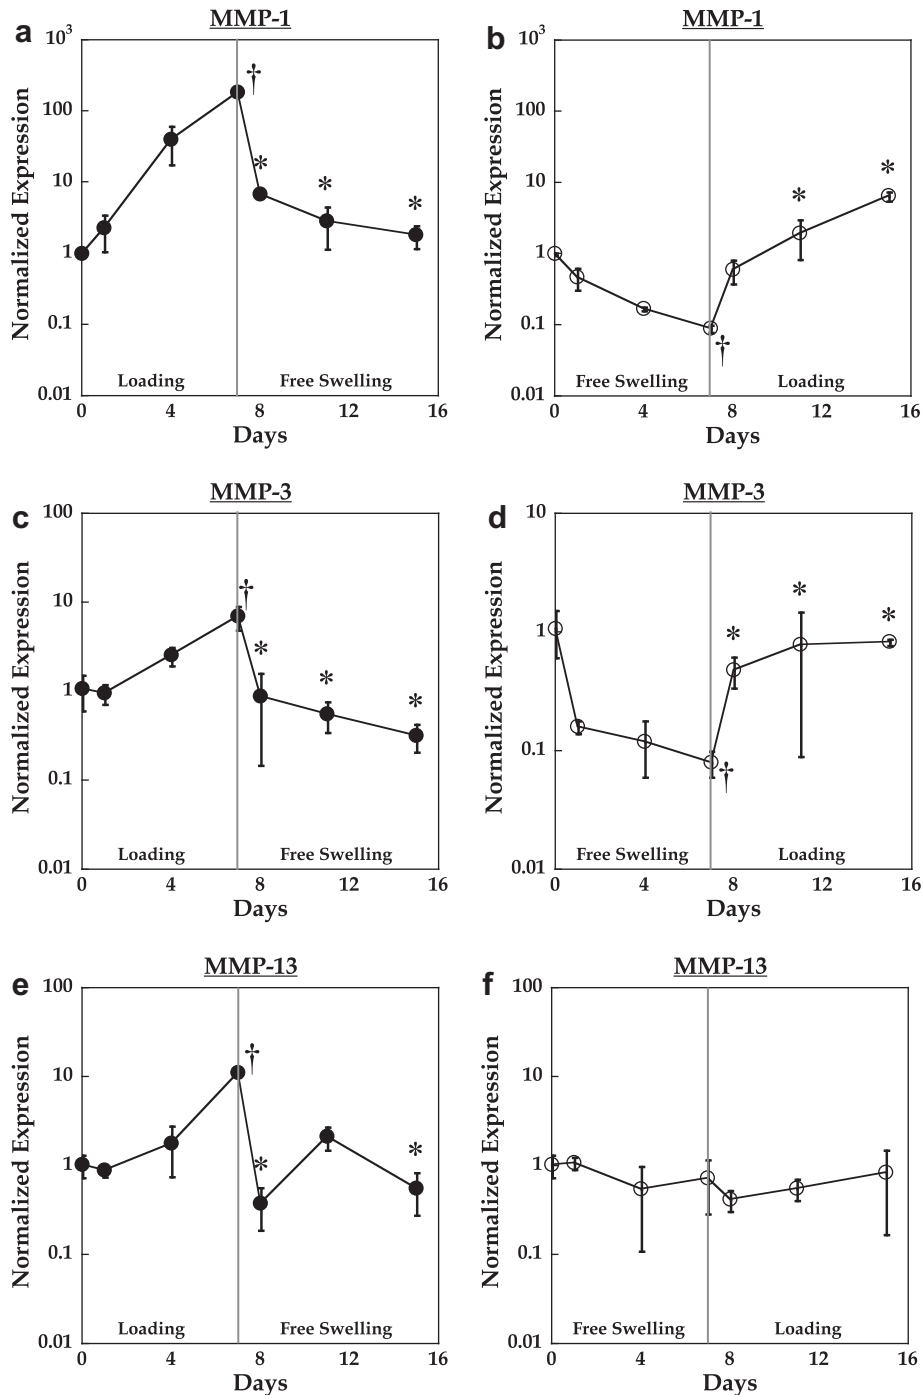 a
MMP-1
Normalized Expression
10³
100
10
1
0.1
0.01
†
*
*
*
Loading
Free Swelling
0 4 8 12 16
Days
b
MMP-1
Normalized Expression
10³
100
10
1
0.1
0.01
†
*
*
Free Swelling
Loading
0 4 8 12 16
Days
c
MMP-3
Normalized Expression
100
10
1
0.1
0.01
†
*
*
*
Loading
Free Swelling
0 4 8 12 16
Days
d
MMP-3
Normalized Expression
10
1
0.1
0.01
†
*
*
*
Free Swelling
Loading
0 4 8 12 16
Days
e
MMP-13
Normalized Expression
100
10
1
0.1
0.01
†
*
*
Loading
Free Swelling
0 4 8 12 16
Days
f
MMP-13
Normalized Expression
100
10
1
0.1
0.01
Free Swelling
Loading
0 4 8 12 16
Days